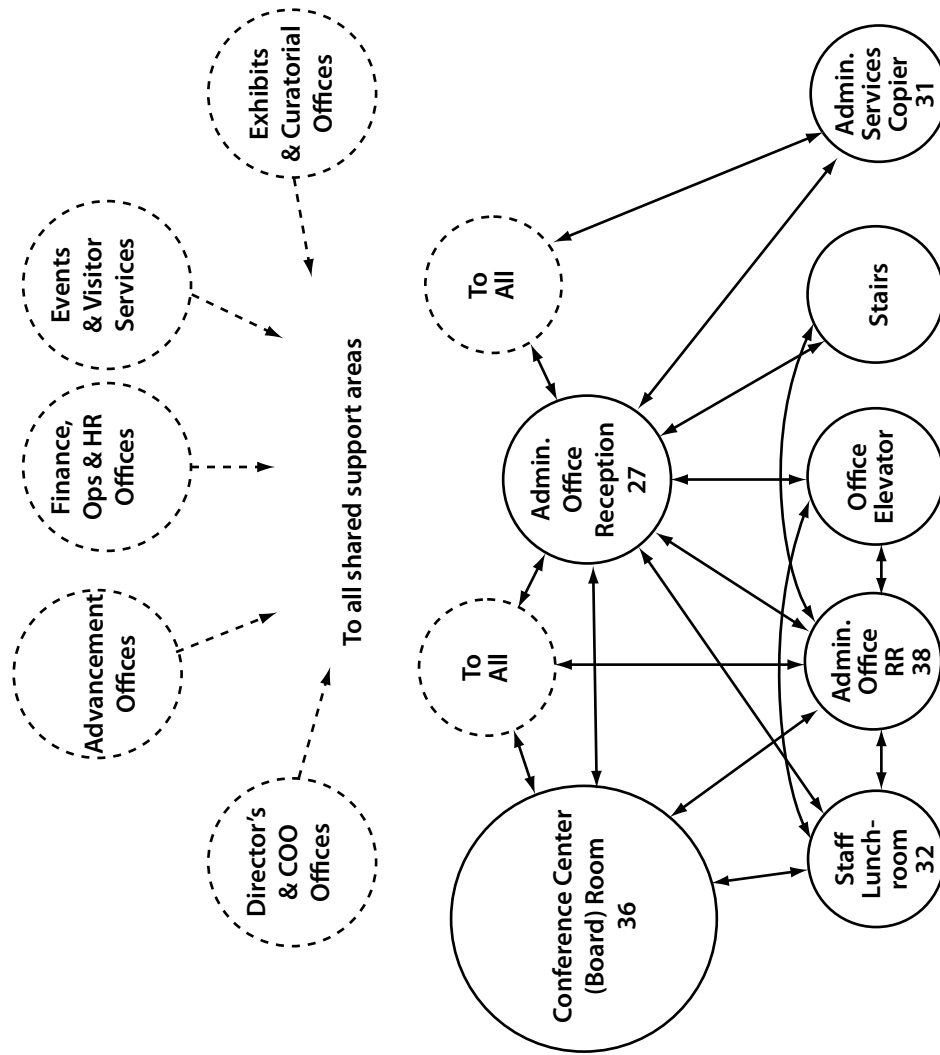 Advancement
Offices
Finance,
Ops & HR
Offices
Events
& Visitor
Services
Director's
& COO
Offices
Exhibits
& Curatorial
Offices
To all shared support areas
Conference Center
(Board) Room
36
To
All
Admin.
Office
Reception
27
To
All
Staff
Lunch-
room
32
Admin.
Office
RR
38
Office
Elevator
Stairs
Admin.
Services
Copier
31